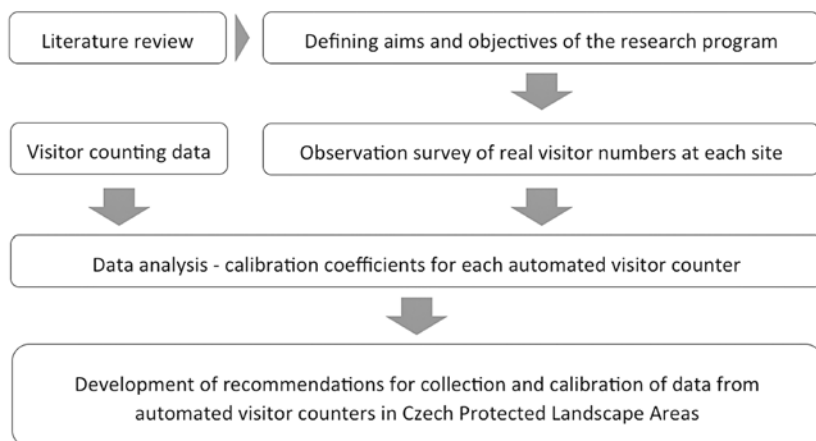 Literature review
Defining aims and objectives of the research program
Visitor counting data
Observation survey of real visitor numbers at each site
Data analysis - calibration coefficients for each automated visitor counter
Development of recommendations for collection and calibration of data from
automated visitor counters in Czech Protected Landscape Areas